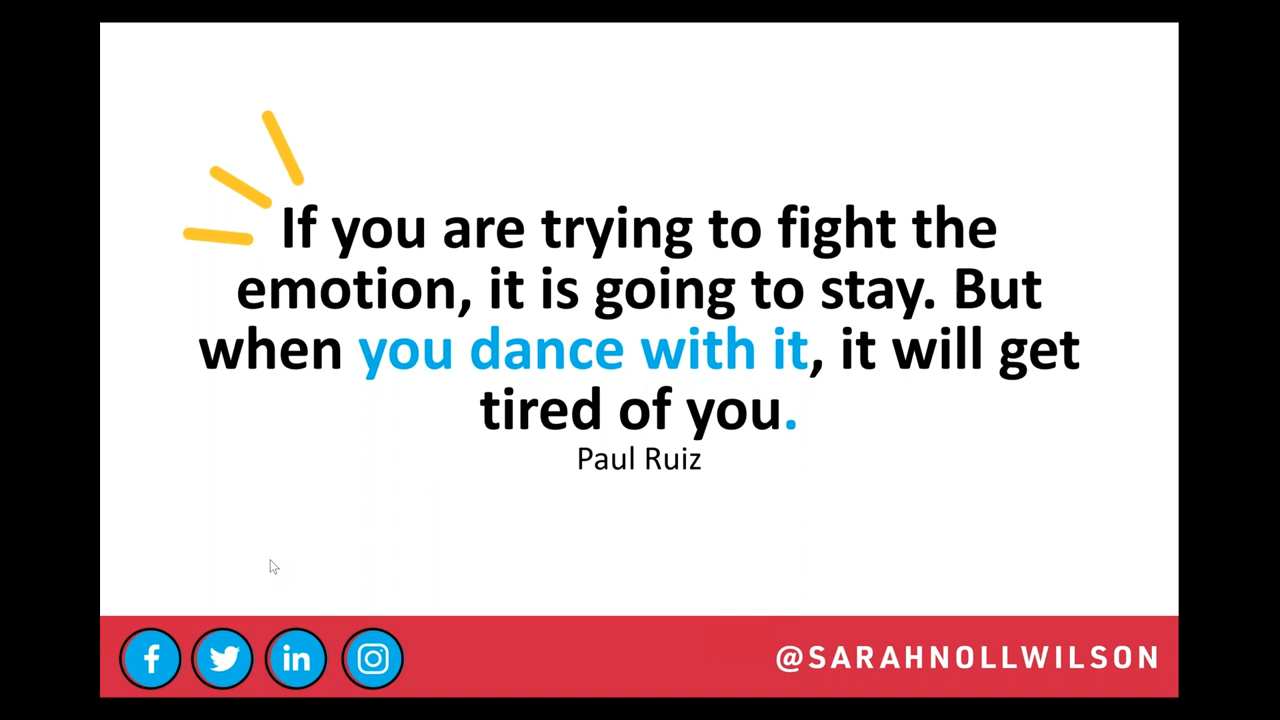 If you are trying to fight the
emotion, it is going to stay. But
when you dance with it, it will get
tired of you.
Paul Ruiz
f
in
@SARAHNOLLWILSON